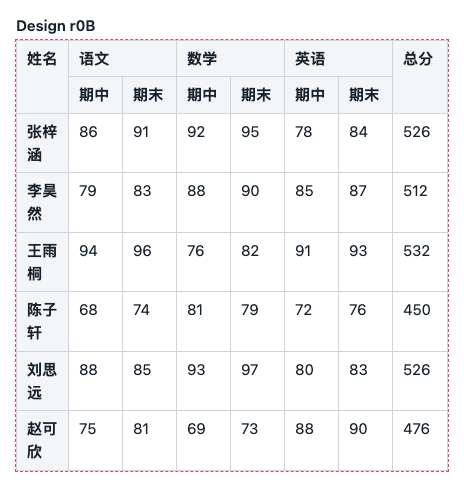 Design r0B
姓名 语文 数学 英语 总分
期中 期末 期中 期末 期中 期末
张梓涵 86 91 92 95 78 84 526
李昊然 79 83 88 90 85 87 512
王雨桐 94 96 76 82 91 93 532
陈子轩 68 74 81 79 72 76 450
刘思远 88 85 93 97 80 83 526
赵可欣 75 81 69 73 88 90 476